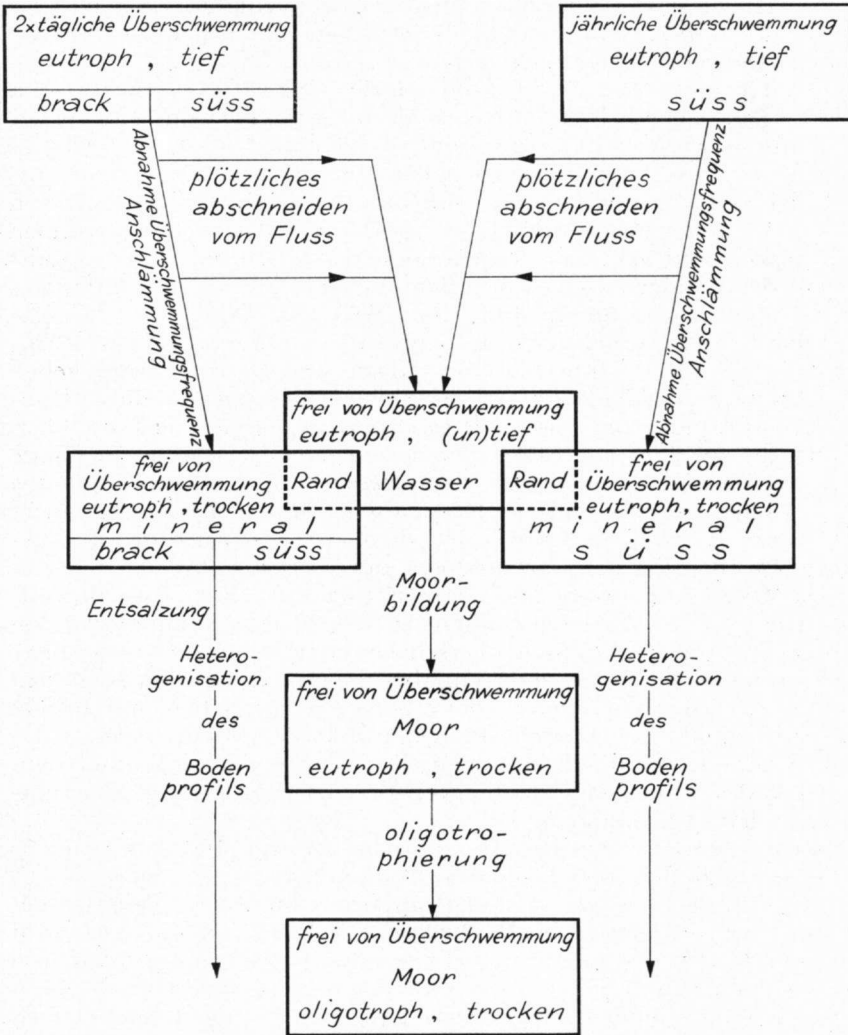 2xtägliche Überschwemmung
eutroph , tief
brack süss
jährliche Überschwemmung
eutroph , tief
süss
Abnahme Überschwemmungsfrequenz
Anschlämmung
plötzliches
abschneiden
vom Fluss
plötzliches
abschneiden
vom Fluss
Abnahme Überschwemmungsfrequenz
Anschlämmung
frei von Überschwemmung
eutroph , (un)tief
Rand Wasser Rand
frei von
Überschwemmung
eutroph , trocken
mineral
brack süss
frei von
Überschwemmung
eutroph, trocken
mineral
süss
Entsalzung
Moor-
bildung
Hetero-
genisation
des
Boden
profils
Hetero-
genisation
des
Boden
profils
frei von Überschwemmung
Moor
eutroph , trocken
oligotro-
phierung
frei von Überschwemmung
Moor
oligotroph, trocken